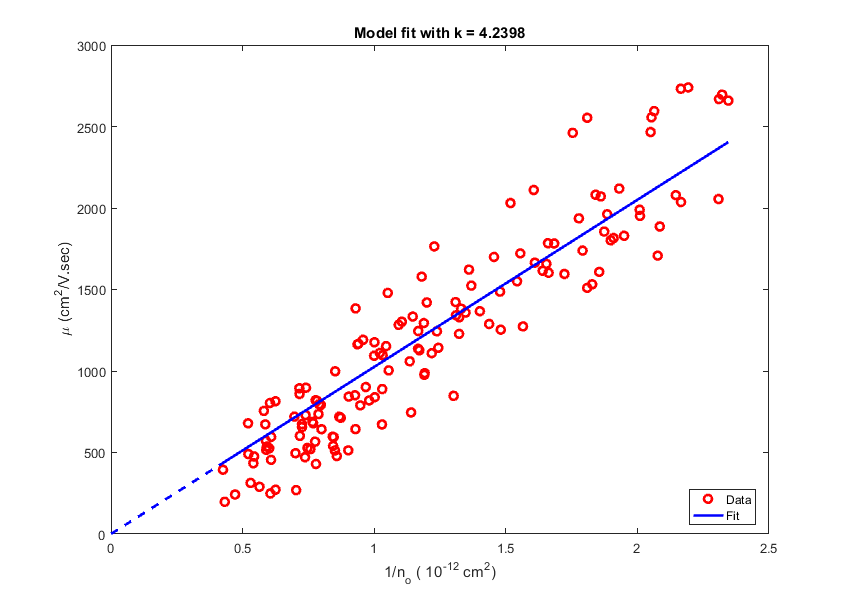 Model fit with k = 4.2398
3000
2500
2000
1500
1000
500
0
μ (cm²/V.sec)
0
0.5
1
1.5
2
2.5
1/nₒ ( 10⁻¹² cm²)
Data
Fit